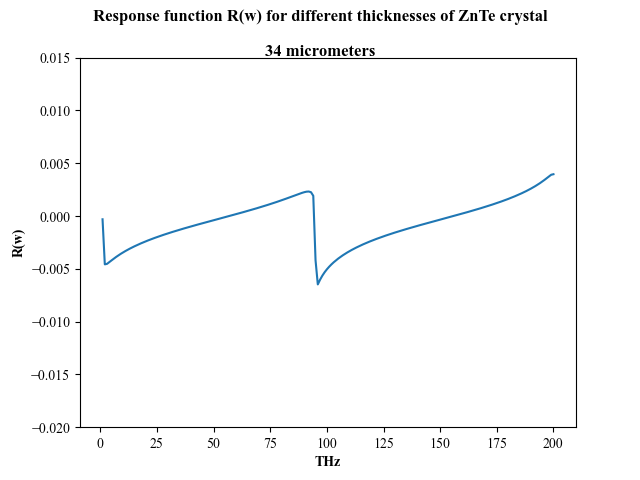 Response function R(w) for different thicknesses of ZnTe crystal
34 micrometers
0.015
0.010
0.005
0.000
−0.005
−0.010
−0.015
−0.020
R(w)
0 25 50 75 100 125 150 175 200
THz